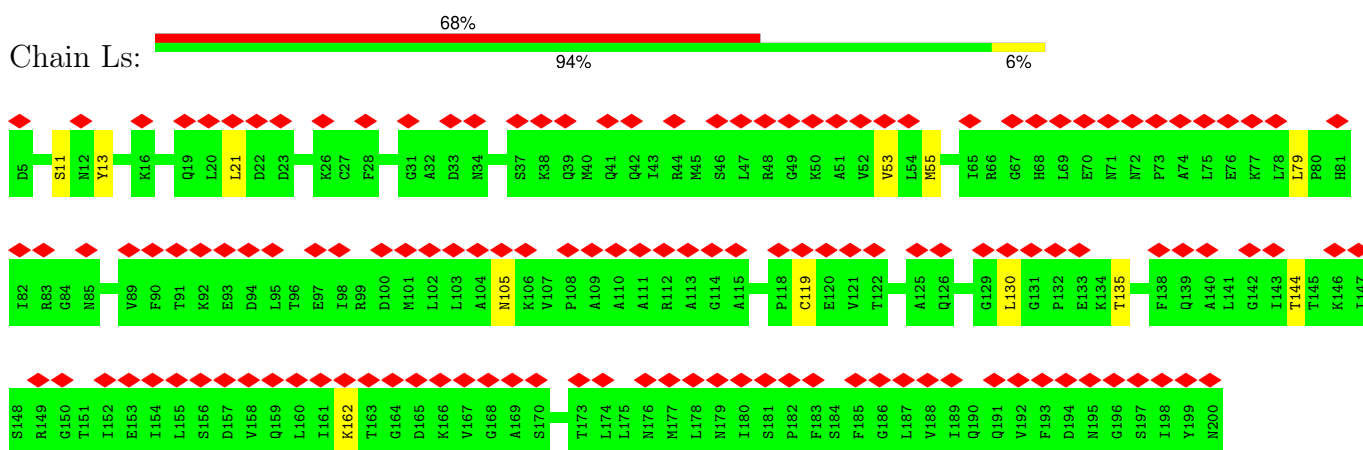 68%
Chain Ls:
94% 6%
D5 S11 N12 Y13 K16 Q19 L20 L21 D22 D23 K26 C27 F28 G31 A32 D33 N34 S37 K38 Q39 M40 Q41 Q42 I43 R44 M45 S46 L47 R48 G49 K50 A51 V52 V53 L54 M55 I65 R66 G67 H68 L69 E70 N71 N72 P73 A74 L75 E76 K77 L78 L79 P80 H81
I82 R83 G84 N85 V89 F90 T91 K92 E93 D94 L95 T96 E97 I98 R99 D100 M101 L102 L103 A104 N105 K106 V107 P108 A109 A110 A111 R112 A113 G114 A115 P118 C119 E120 V121 T122 A125 Q126 G129 L130 G131 P132 E133 K134 T135 F138 Q139 A140 L141 G142 I143 T144 T145 K146
S148 R149 G150 T151 I152 E153 I154 L155 S156 D157 V158 Q159 L160 I161 K162 T163 G164 D165 K166 V167 G168 A169 S170 T173 L174 L175 N176 M177 L178 N179 I180 S181 P182 F183 S184 F185 G186 L187 V188 I189 Q190 Q191 V192 F193 D194 N195 G196 S197 I198 Y199 N200